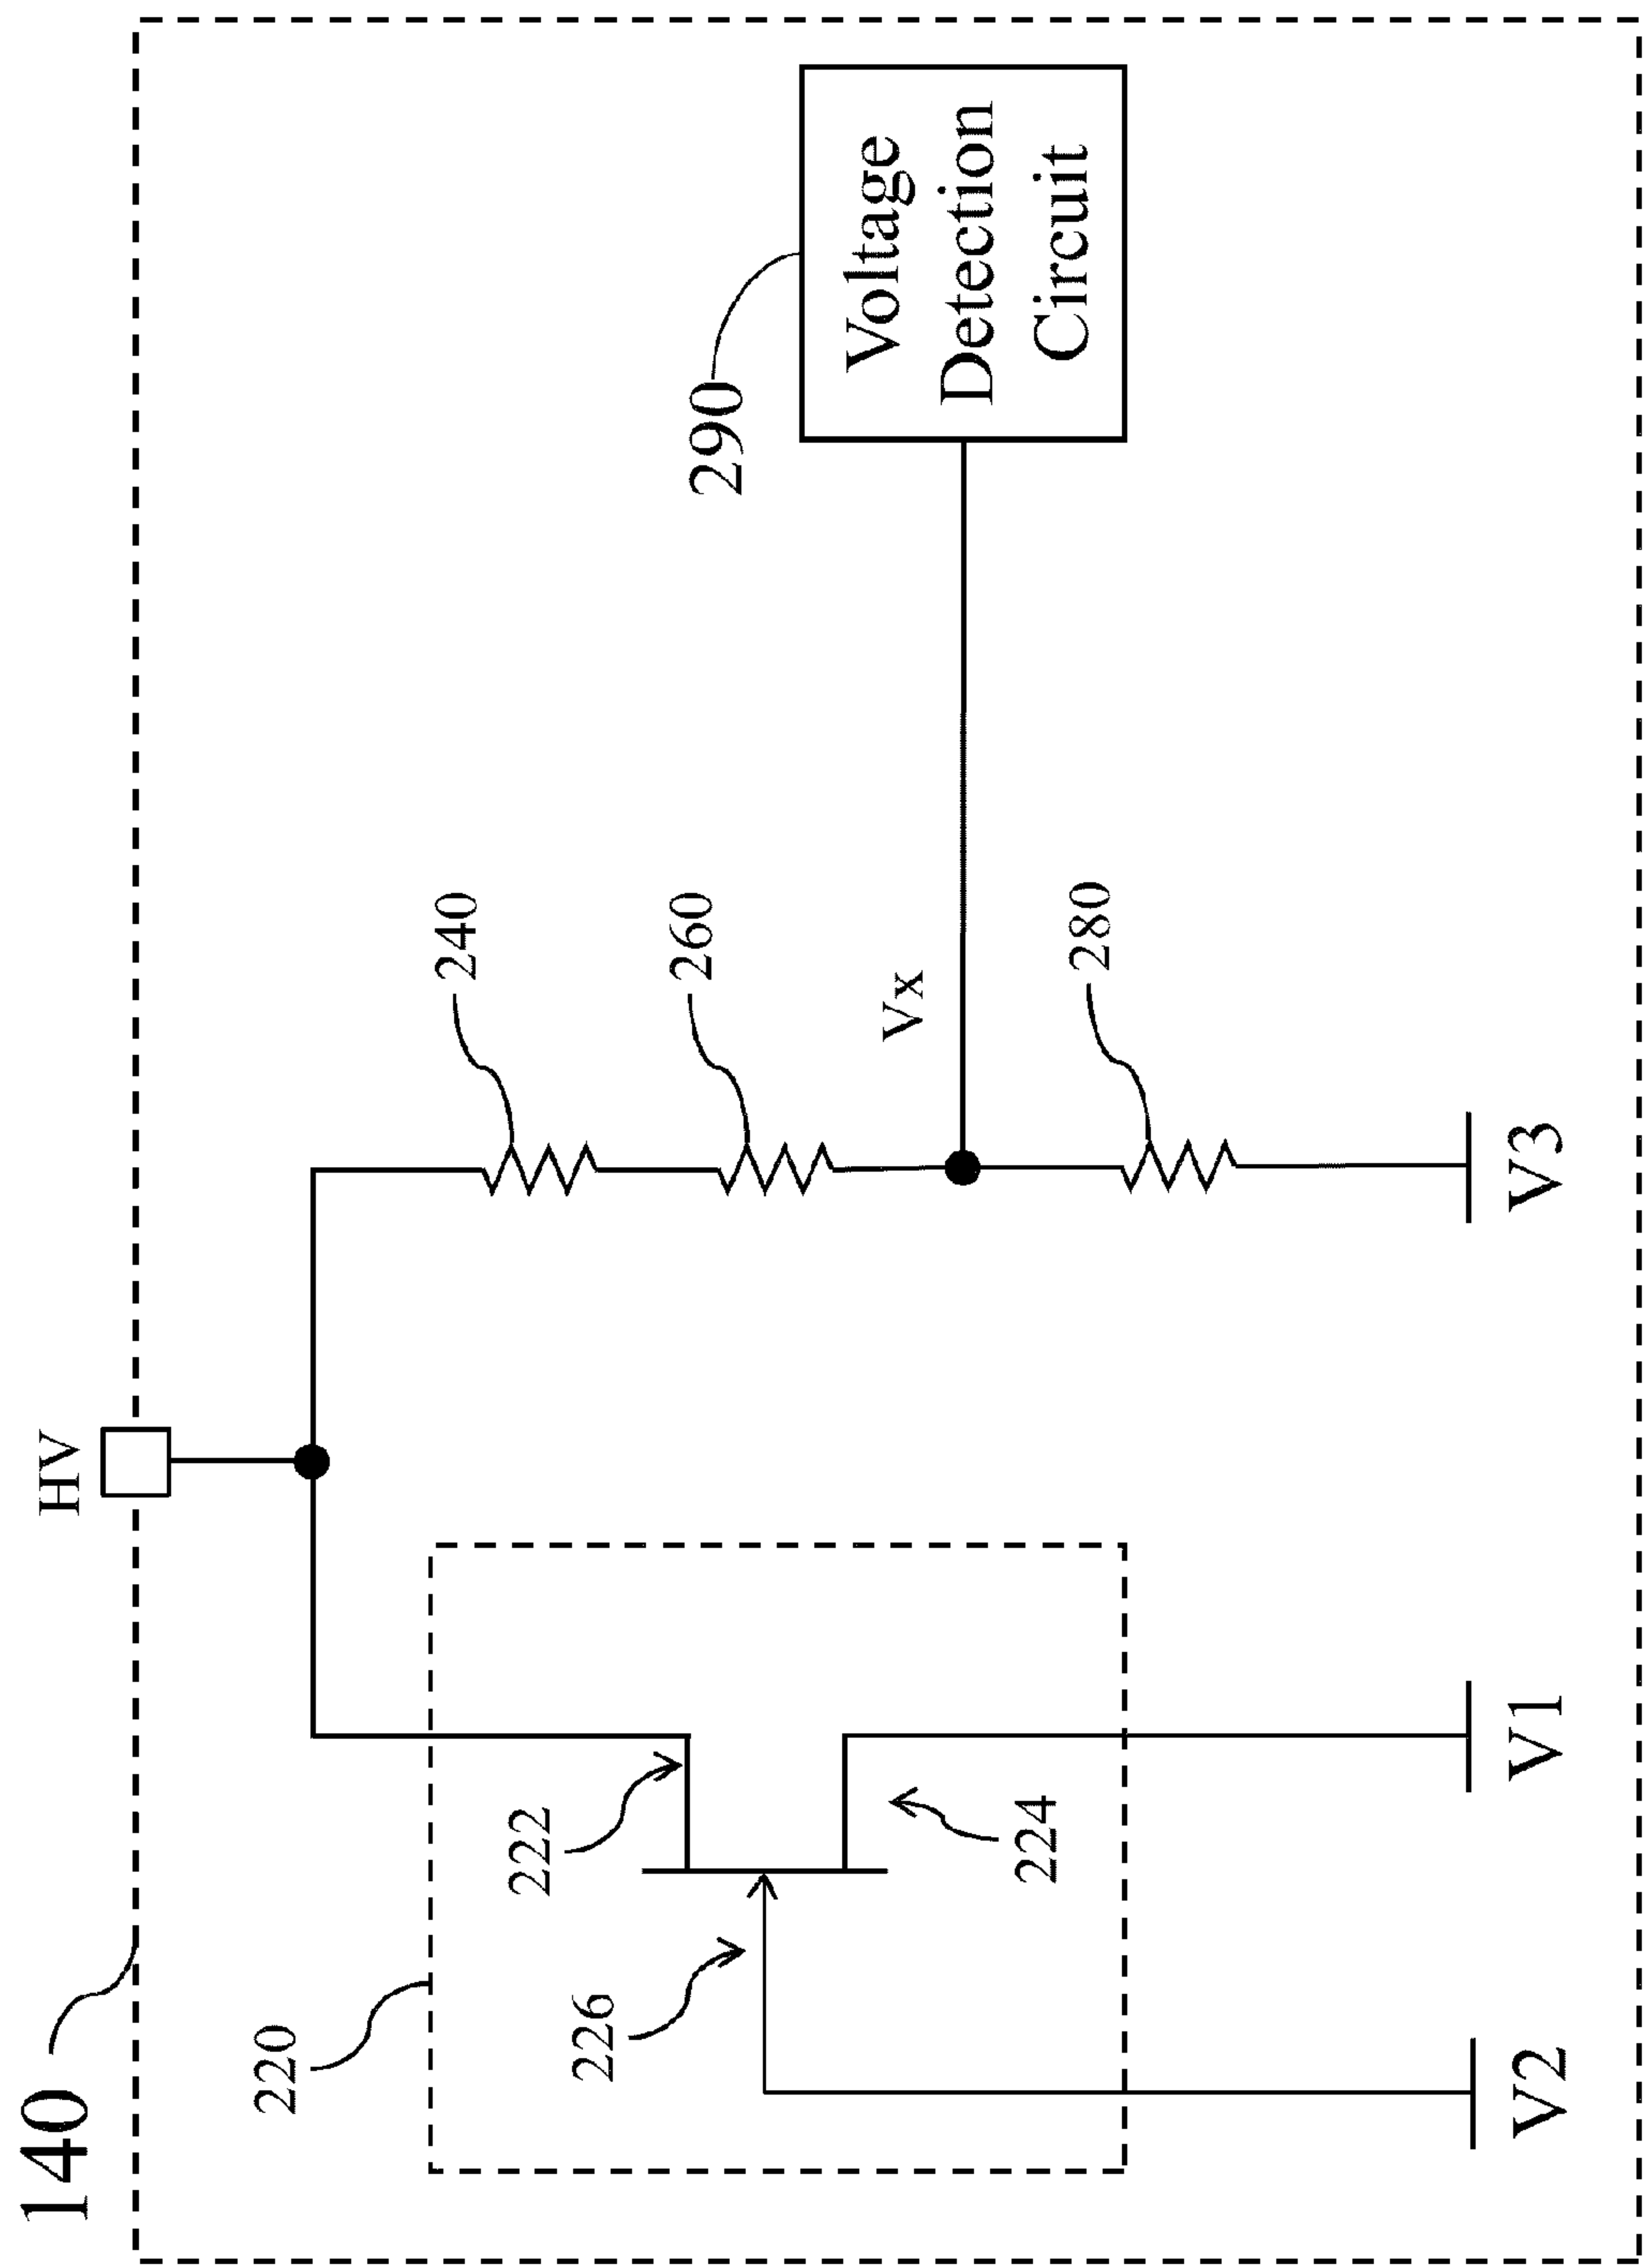 140
HV
220
222
226
224
240
260
Vx
280
290
Voltage
Detection
Circuit
V2
V1
V3